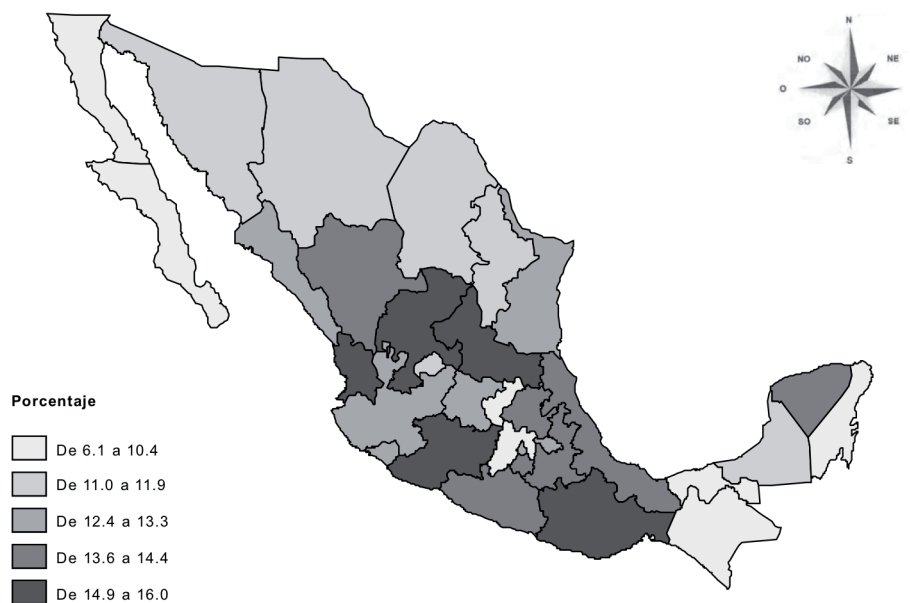 N
NO NE
O E
SO SE
S
Porcentaje
De 6.1 a 10.4
De 11.0 a 11.9
De 12.4 a 13.3
De 13.6 a 14.4
De 14.9 a 16.0